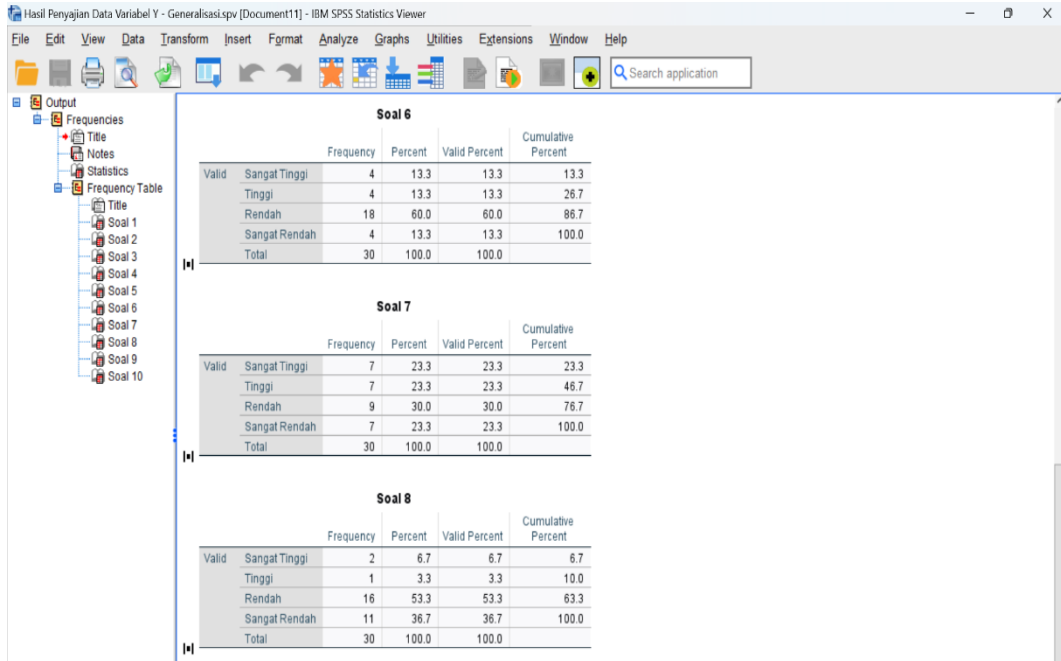 Hasil Penyajian Data Variabel Y - Generalisasi.spv [Document11] - IBM SPSS Statistics Viewer
File Edit View Data Transform Insert Format Analyze Graphs Utilities Extensions Window Help
Search application
Output
Frequencies
Title
Notes
Statistics
Frequency Table
Title
Soal 1
Soal 2
Soal 3
Soal 4
Soal 5
Soal 6
Soal 7
Soal 8
Soal 9
Soal 10
Soal 6
Frequency Percent Valid Percent Cumulative Percent
Valid Sangat Tinggi 4 13.3 13.3 13.3
Tinggi 4 13.3 13.3 26.7
Rendah 18 60.0 60.0 86.7
Sangat Rendah 4 13.3 13.3 100.0
Total 30 100.0 100.0
Soal 7
Frequency Percent Valid Percent Cumulative Percent
Valid Sangat Tinggi 7 23.3 23.3 23.3
Tinggi 7 23.3 23.3 46.7
Rendah 9 30.0 30.0 76.7
Sangat Rendah 7 23.3 23.3 100.0
Total 30 100.0 100.0
Soal 8
Frequency Percent Valid Percent Cumulative Percent
Valid Sangat Tinggi 2 6.7 6.7 6.7
Tinggi 1 3.3 3.3 10.0
Rendah 16 53.3 53.3 63.3
Sangat Rendah 11 36.7 36.7 100.0
Total 30 100.0 100.0